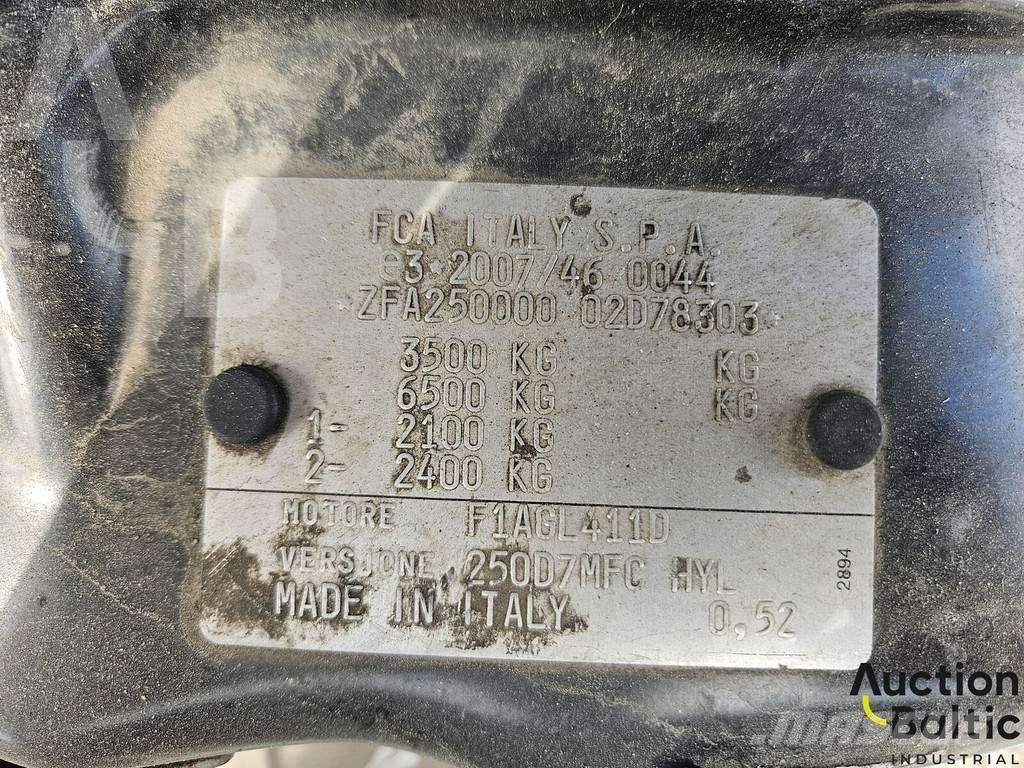 FCA ITALY S.P.A.
e3*2007/46 0044
*ZFA250000 02D78303*
3500 KG KG
6500 KG KG
1- 2100 KG
2- 2400 KG
MOTORE F1AGL411D
VERSIONE 250D7MFC HYL
MADE IN ITALY 0,52
2894
Auction
Baltic
INDUSTRIAL